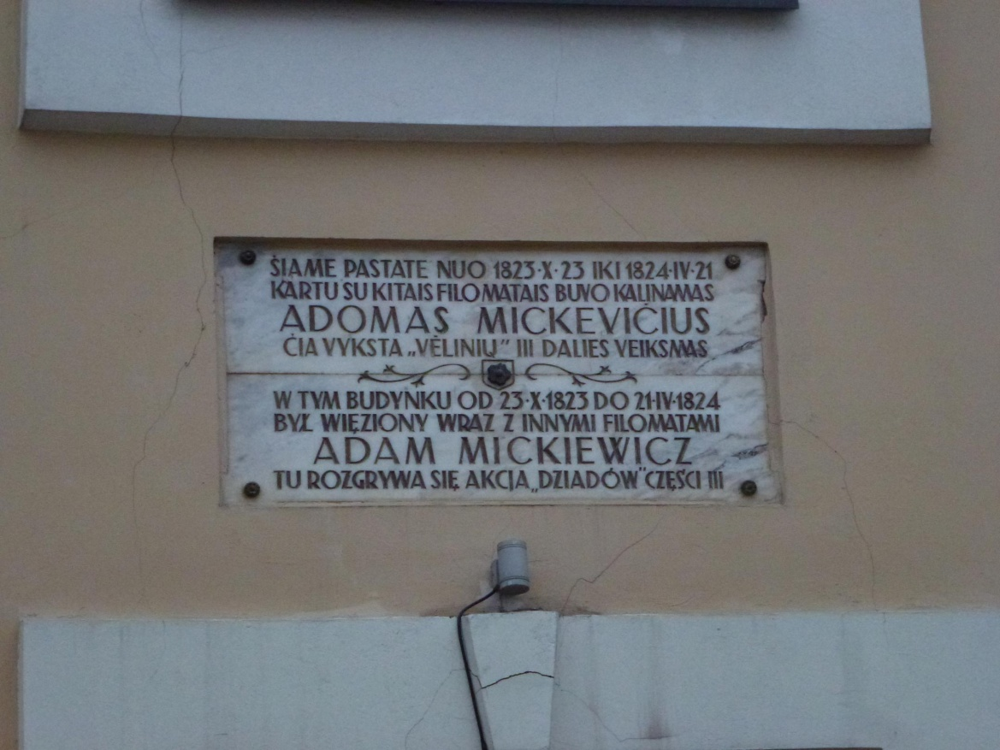 ŠIAME PASTATE NUO 1823·X·23 IKI 1824·IV·21
KARTU SU KITAIS FILOMATAIS BUVO KALINAMAS
ADOMAS MICKEVIČIUS
ČIA VYKSTA „VĖLINIŲ” III DALIES VEIKSMAS
W TYM BUDYNKU OD 23·X·1823 DO 21·IV·1824
BYŁ WIĘZIONY WRAZ Z INNYMI FILOMATAMI
ADAM MICKIEWICZ
TU ROZGRYWA SIĘ AKCJA „DZIADÓW” CZĘŚCI III